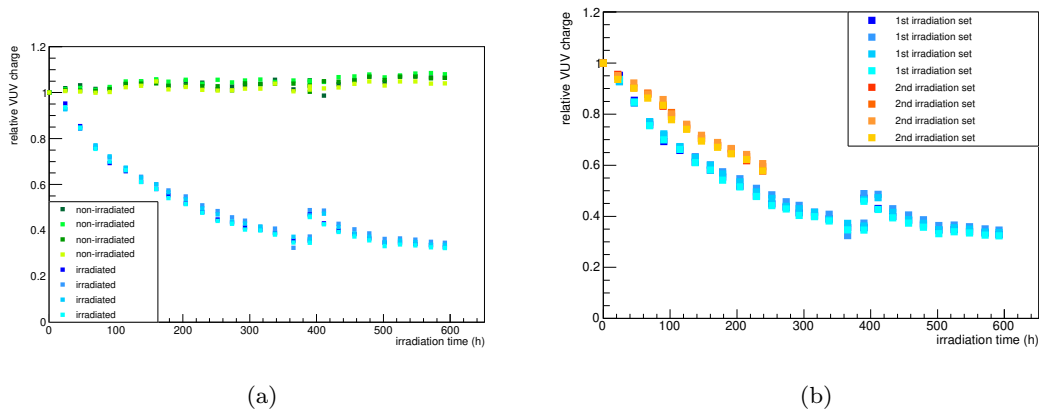 relative VUV charge
1.2
1
0.8
0.6
0.4
0.2
0
non-irradiated
non-irradiated
non-irradiated
non-irradiated
irradiated
irradiated
irradiated
irradiated
0 100 200 300 400 500 600
irradiation time (h)
(a)
relative VUV charge
1.2
1
0.8
0.6
0.4
0.2
0
1st irradiation set
1st irradiation set
1st irradiation set
1st irradiation set
2nd irradiation set
2nd irradiation set
2nd irradiation set
2nd irradiation set
0 100 200 300 400 500 600
irradiation time (h)
(b)